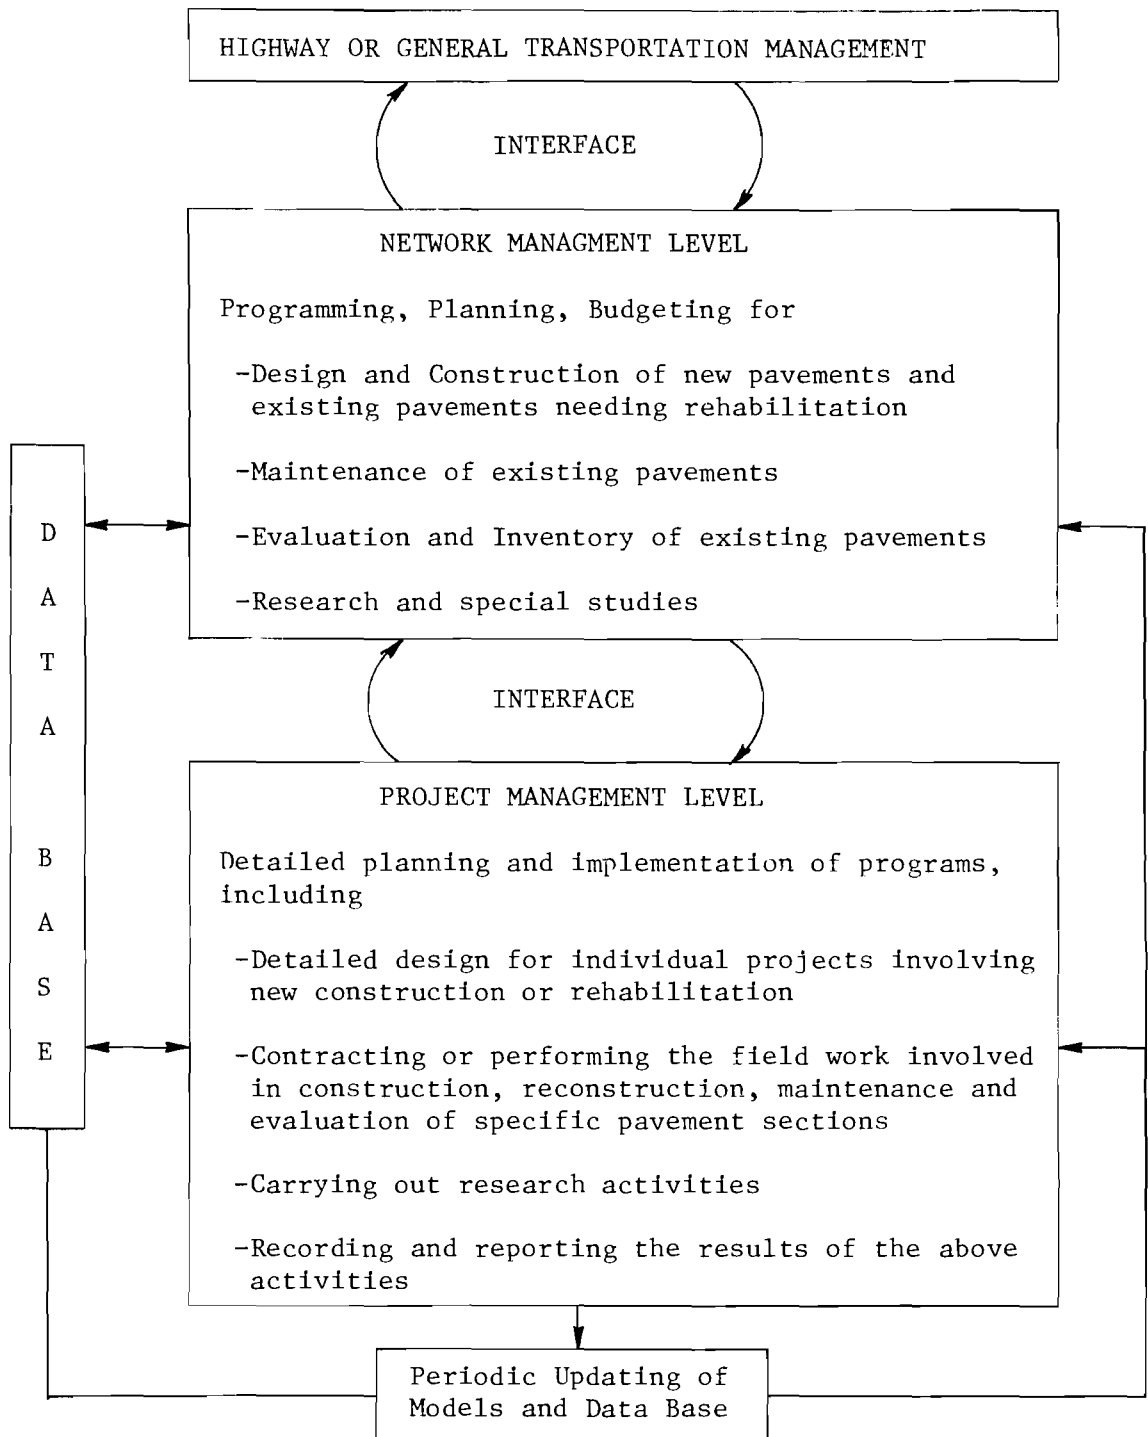 HIGHWAY OR GENERAL TRANSPORTATION MANAGEMENT
INTERFACE
NETWORK MANAGMENT LEVEL
Programming, Planning, Budgeting for
-Design and Construction of new pavements and
existing pavements needing rehabilitation
-Maintenance of existing pavements
-Evaluation and Inventory of existing pavements
-Research and special studies
INTERFACE
PROJECT MANAGEMENT LEVEL
Detailed planning and implementation of programs,
including
-Detailed design for individual projects involving
new construction or rehabilitation
-Contracting or performing the field work involved
in construction, reconstruction, maintenance and
evaluation of specific pavement sections
-Carrying out research activities
-Recording and reporting the results of the above
activities
DATA BASE
Periodic Updating of
Models and Data Base